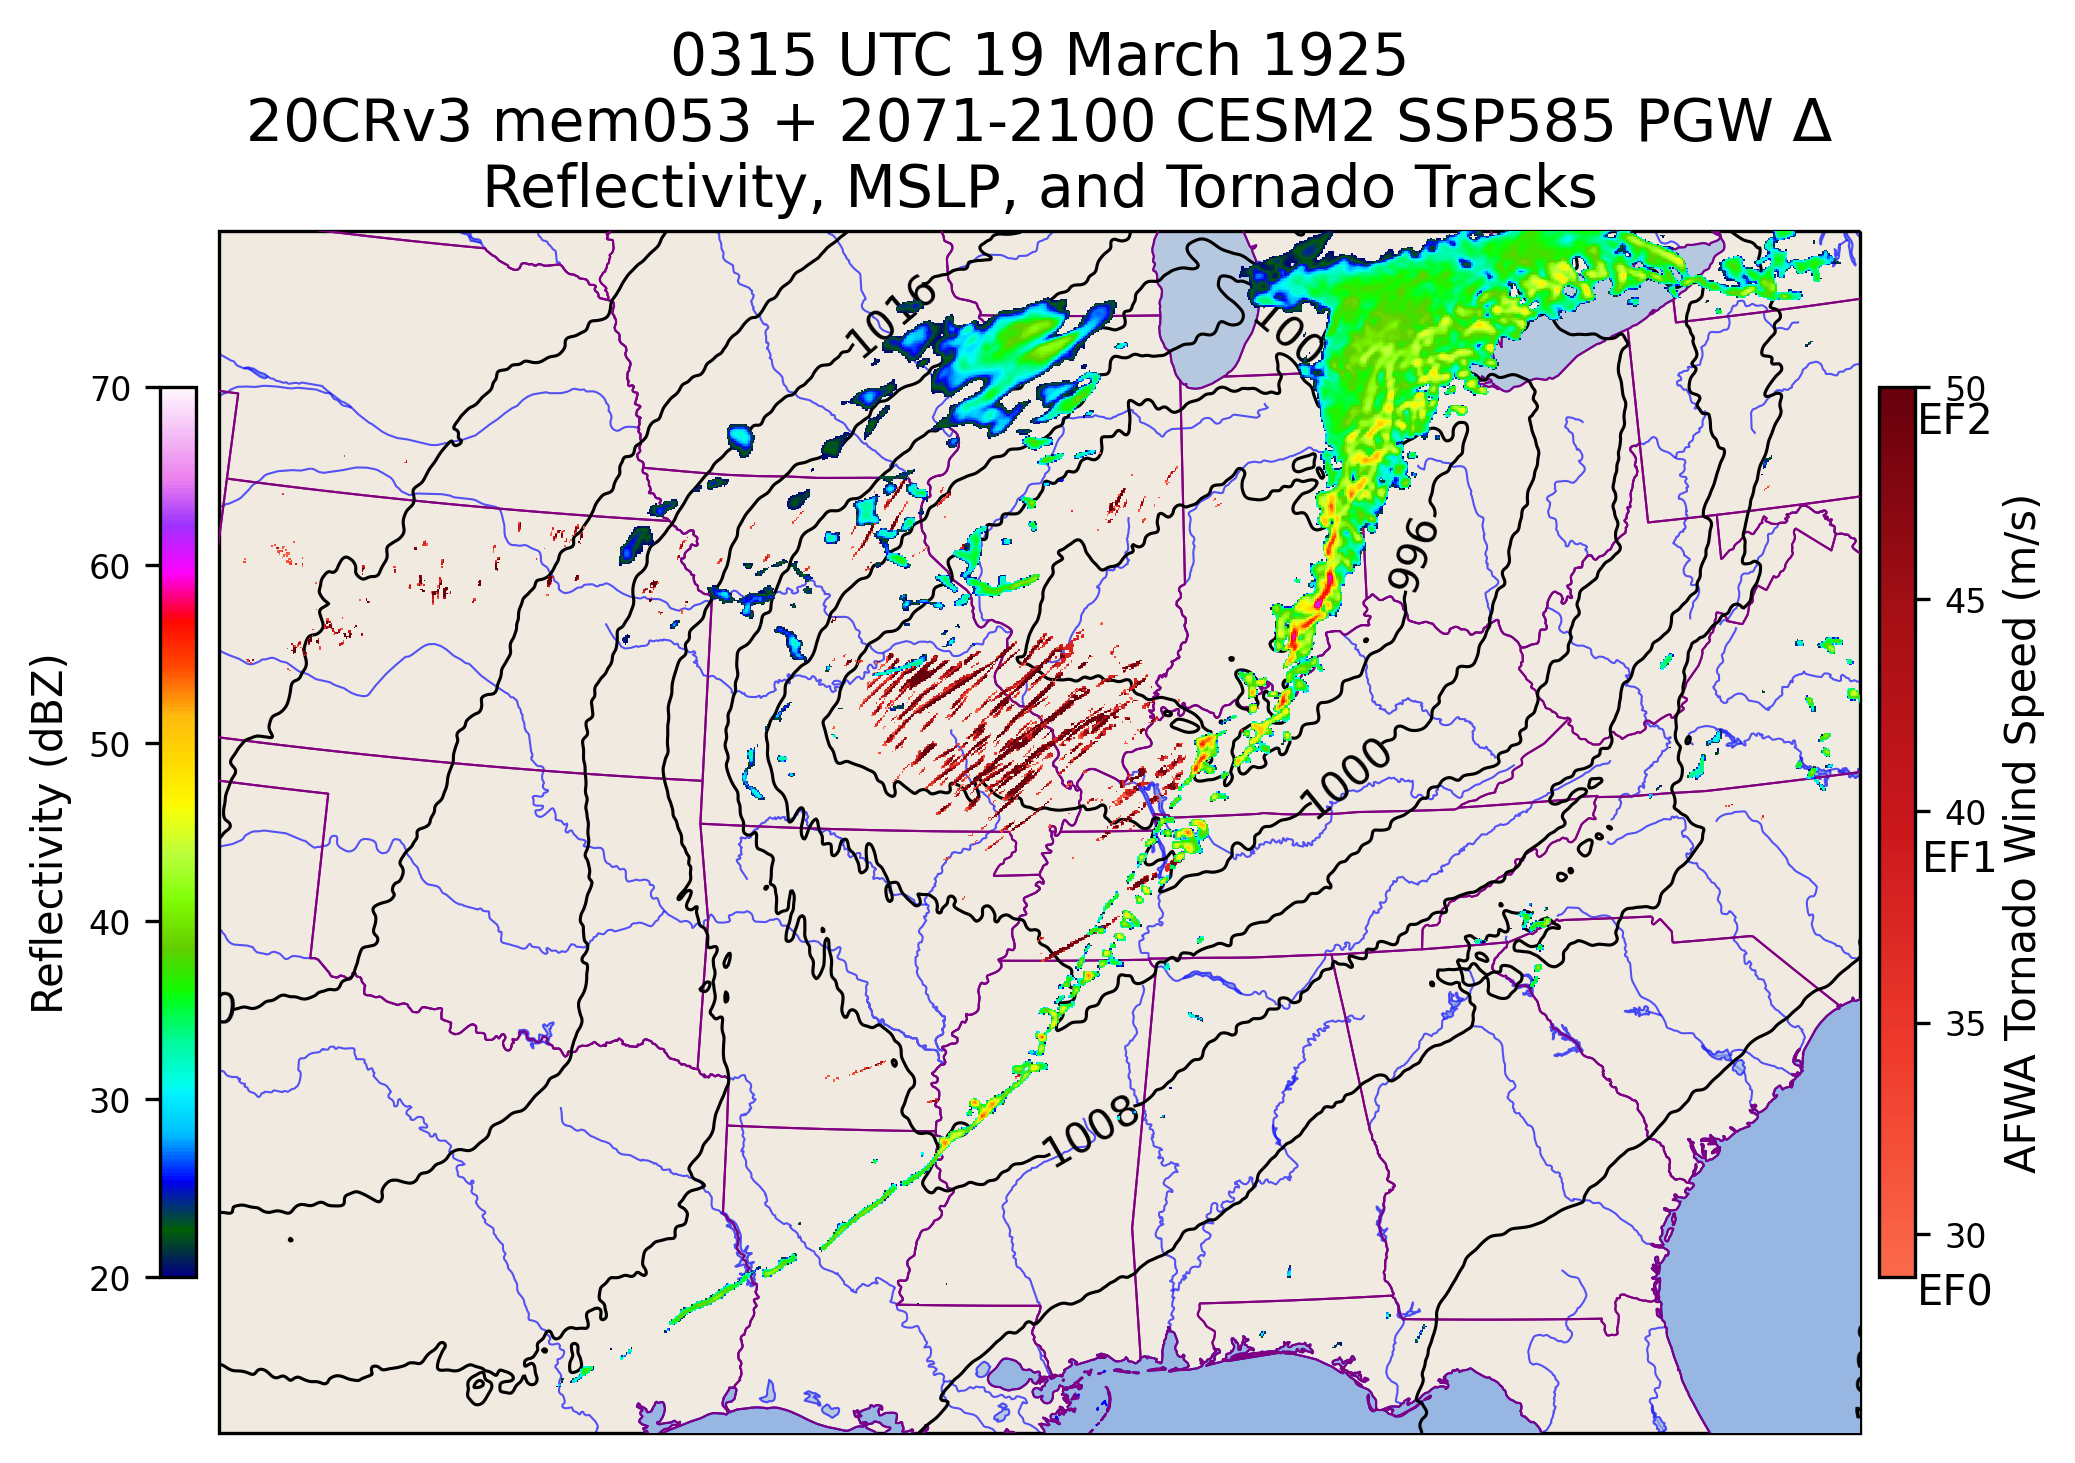 0315 UTC 19 March 1925
20CRv3 mem053 + 2071-2100 CESM2 SSP585 PGW Δ
Reflectivity, MSLP, and Tornado Tracks
1016
100
996
1000
1008
0
70
60
50
40
30
20
Reflectivity (dBZ)
50
EF2
45
40
EF1
35
30
EF0
AFWA Tornado Wind Speed (m/s)